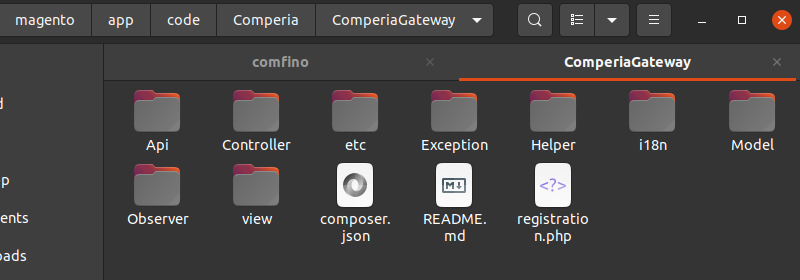 magento app code Comperia ComperiaGateway
comfino ComperiaGateway
d
Api Controller etc Exception Helper i18n Model
p
Observer view composer. README. registratio
json md n.php
ents
oads